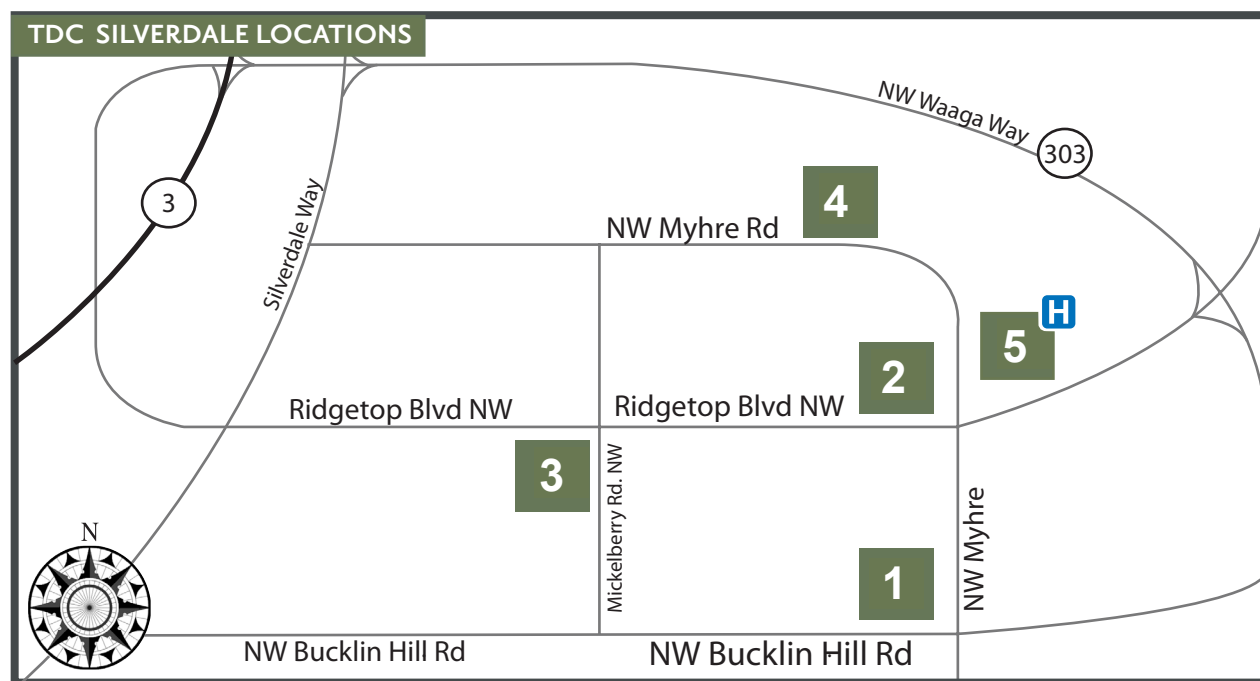 TDC SILVERDALE LOCATIONS
NW Waaga Way
303
3
Silverdale Way
4
NW Myhre Rd
H
5
2
Ridgetop Blvd NW
Ridgetop Blvd NW
3
Mickelberry Rd. NW
NW Myhre
N
1
NW Bucklin Hill Rd
NW Bucklin Hill Rd